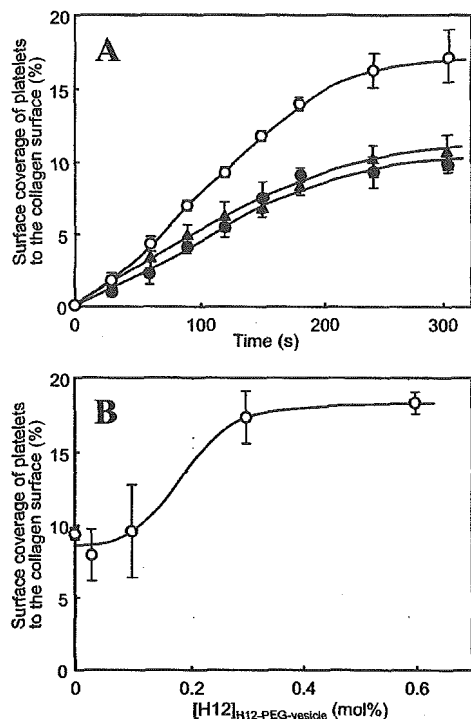 20
A
15
10
5
0
Surface coverage of platelets
to the collagen surface (%)
0 100 200 300
Time (s)
20
B
15
10
5
0
Surface coverage of platelets
to the collagen surface (%)
0 0.2 0.4 0.6
[H12]H12-PEG-vesicle (mol%)